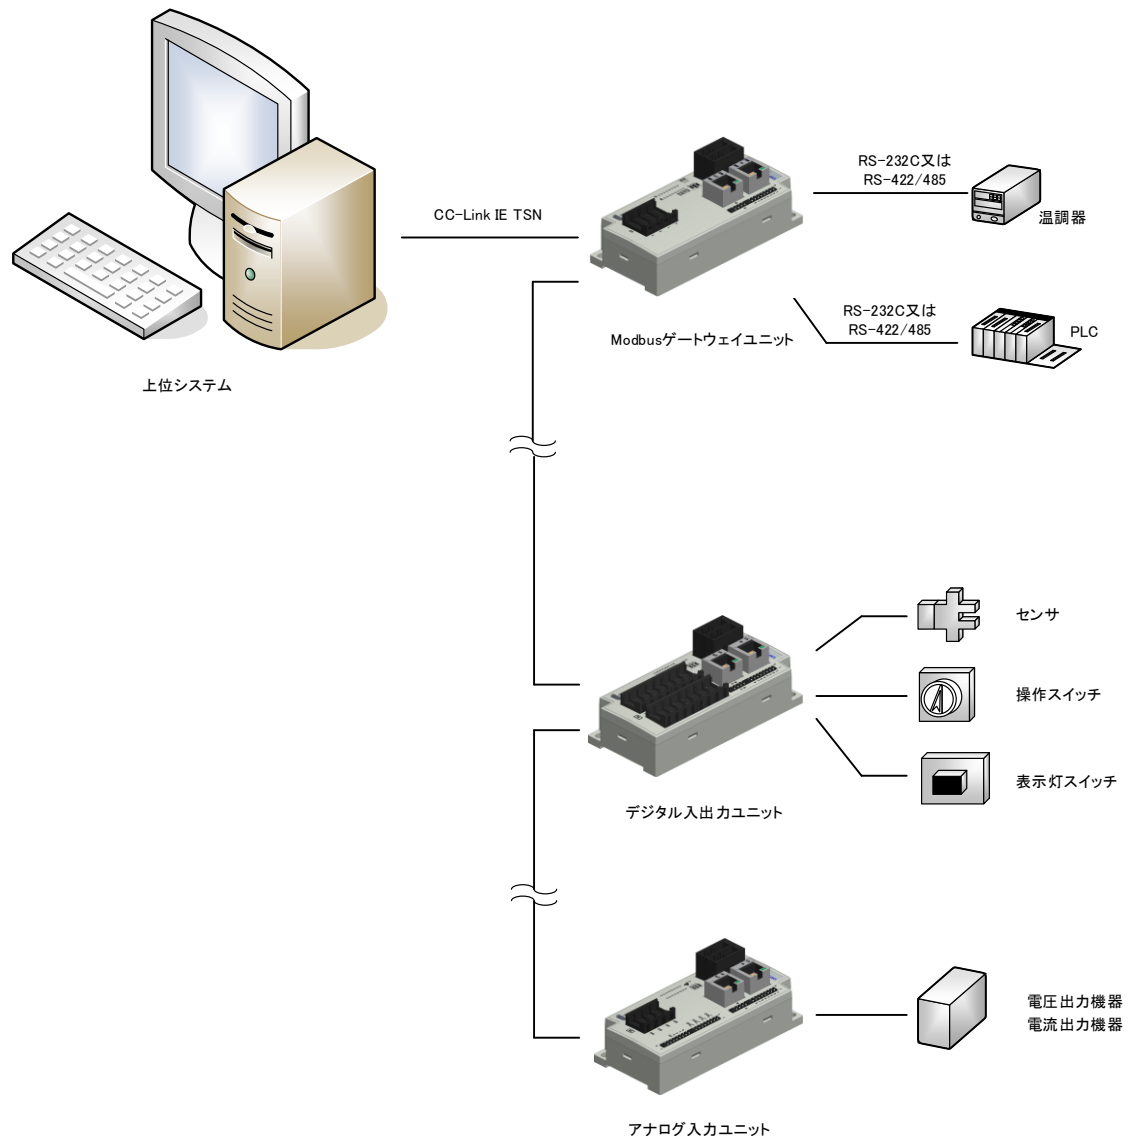 CC-Link IE TSN
上位システム
Modbusゲートウェイユニット
RS-232C又は
RS-422/485
温調器
RS-232C又は
RS-422/485
PLC
デジタル入出力ユニット
センサ
操作スイッチ
表示灯スイッチ
アナログ入力ユニット
電圧出力機器
電流出力機器